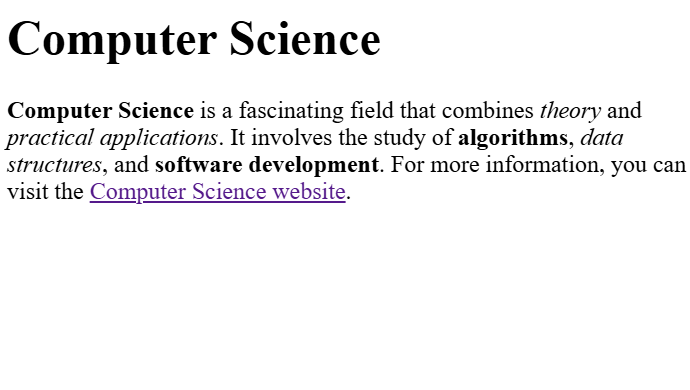 Computer Science
Computer Science is a fascinating field that combines theory and
practical applications. It involves the study of algorithms, data
structures, and software development. For more information, you can
visit the Computer Science website.